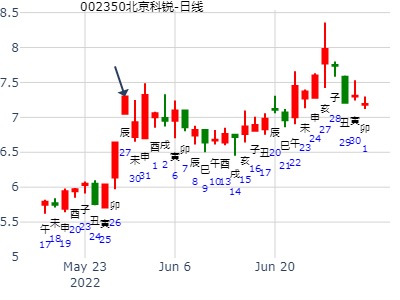 002350北京科锐-日线
8.5
8
7.5
7
6.5
6
5.5
5
午
17
未
18
申
19
酉
20
子
23
丑
24
寅
25
卯
26
辰
27
未
30
申
31
酉
1
戌
2
寅
6
卯
7
辰
8
巳
9
午
10
酉
13
戌
14
亥
15
子
16
丑
17
辰
20
巳
21
午
22
未
23
申
24
亥
27
子
28
丑
29
寅
30
卯
1
May 23
2022
Jun 6
Jun 20